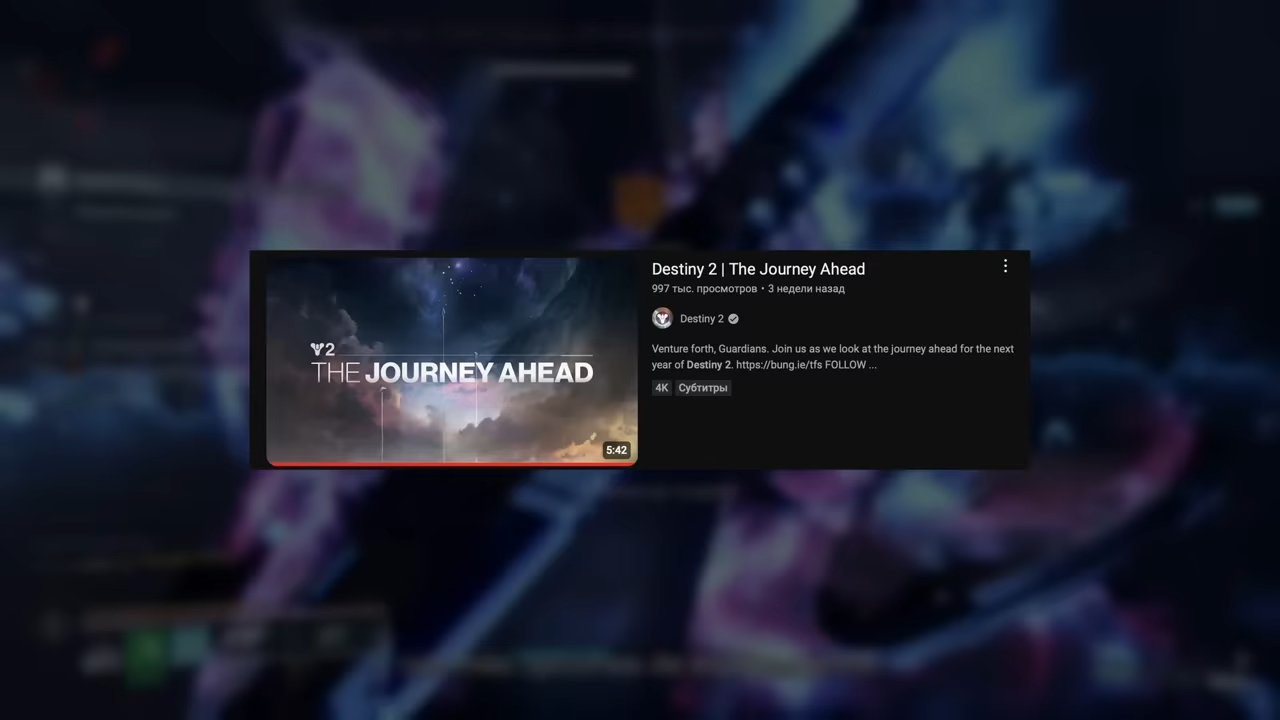 2
THE JOURNEY AHEAD
5:42
Destiny 2 | The Journey Ahead
997 тыс. просмотров • 3 недели назад
Destiny 2
Venture forth, Guardians. Join us as we look at the journey ahead for the next
year of Destiny 2. https://bung.ie/tfs FOLLOW ...
4K Субтитры